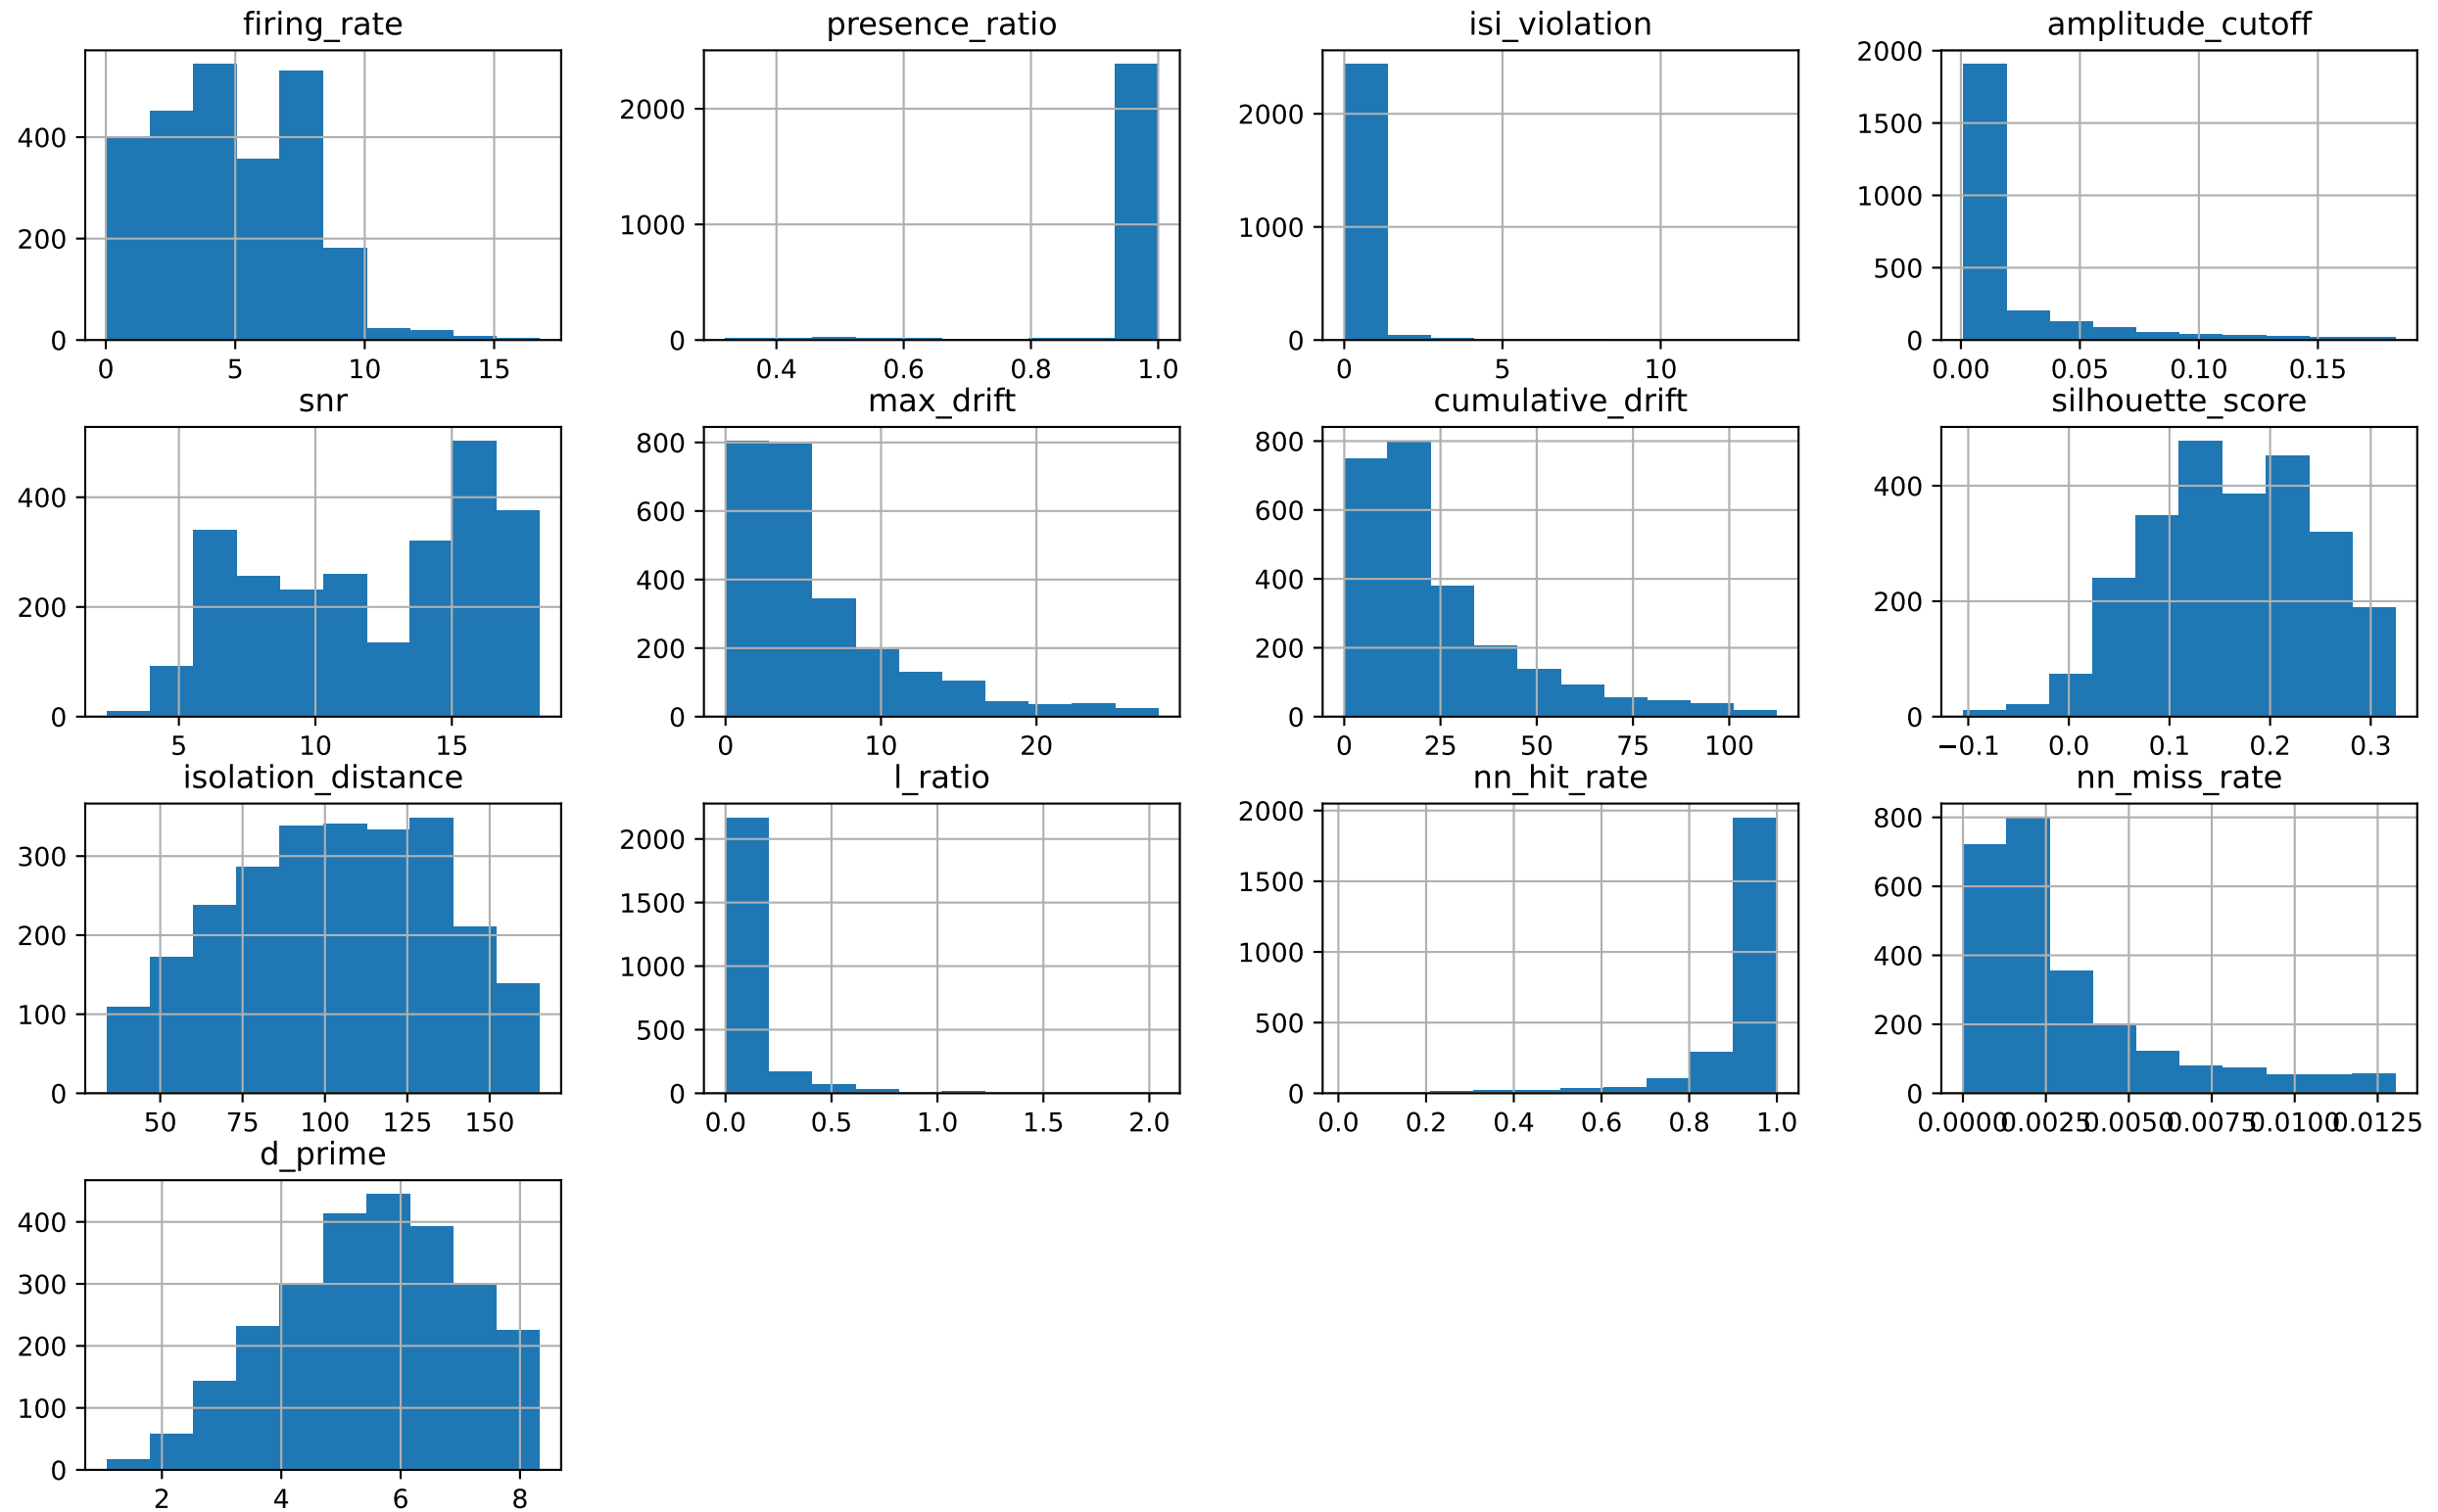 firing_rate
400
200
0
0 5 10 15
presence_ratio
2000
1000
0
0.4 0.6 0.8 1.0
isi_violation
2000
1000
0
0 5 10
amplitude_cutoff
2000
1500
1000
500
0
0.00 0.05 0.10 0.15
snr
400
200
0
5 10 15
max_drift
800
600
400
200
0
0 10 20
cumulative_drift
800
600
400
200
0
0 25 50 75 100
silhouette_score
400
200
0
−0.1 0.0 0.1 0.2 0.3
isolation_distance
300
200
100
0
50 75 100 125 150
l_ratio
2000
1500
1000
500
0
0.0 0.5 1.0 1.5 2.0
nn_hit_rate
2000
1500
1000
500
0
0.0 0.2 0.4 0.6 0.8 1.0
nn_miss_rate
800
600
400
200
0
0.0000 0.0025 0.0050 0.0075 0.0100 0.0125
d_prime
400
300
200
100
0
2 4 6 8